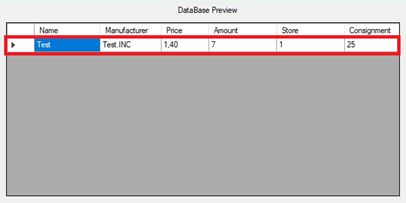 DataBase Preview
Name Manufacturer Price Amount Store Consignment
Test Test.INC 1,40 7 1 25